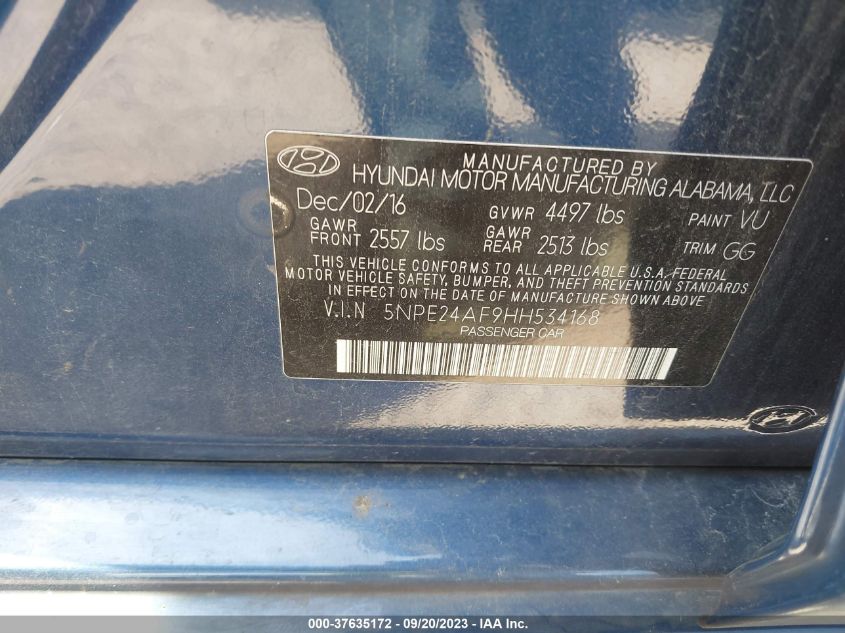 MANUFACTURED BY
HYUNDAI MOTOR MANUFACTURING ALABAMA, LLC
Dec/02/16 GVWR 4497 lbs PAINT VU
GAWR FRONT 2557 lbs GAWR REAR 2513 lbs TRIM GG
THIS VEHICLE CONFORMS TO ALL APPLICABLE U.S.A. FEDERAL
MOTOR VEHICLE SAFETY, BUMPER, AND THEFT PREVENTION STANDARDS
IN EFFECT ON THE DATE OF MANUFACTURE SHOWN ABOVE
V.I.N 5NPE24AF9HH534168
PASSENGER CAR
000-37635172 - 09/20/2023 - IMPACT AUTO